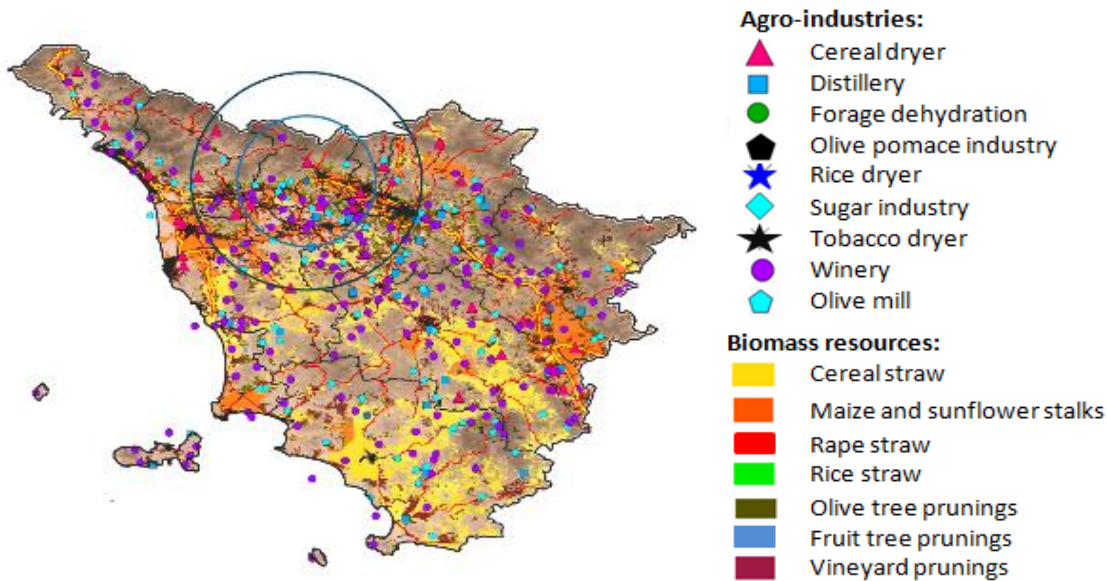 Agro-industries:
Cereal dryer
Distillery
Forage dehydration
Olive pomace industry
Rice dryer
Sugar industry
Tobacco dryer
Winery
Olive mill
Biomass resources:
Cereal straw
Maize and sunflower stalks
Rape straw
Rice straw
Olive tree prunings
Fruit tree prunings
Vineyard prunings